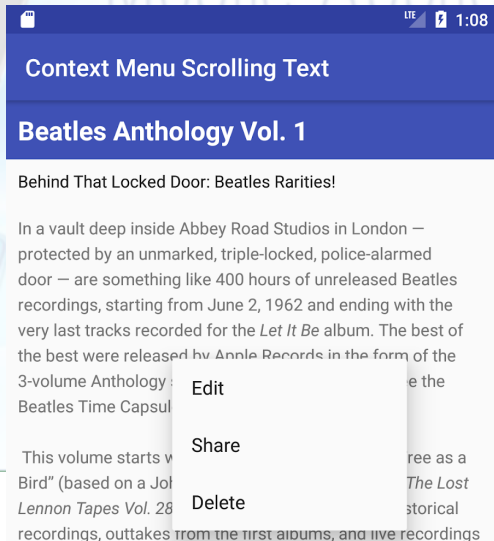 LTE 1:08
Context Menu Scrolling Text
Beatles Anthology Vol. 1
Behind That Locked Door: Beatles Rarities!
In a vault deep inside Abbey Road Studios in London —
protected by an unmarked, triple-locked, police-alarmed
door — are something like 400 hours of unreleased Beatles
recordings, starting from June 2, 1962 and ending with the
very last tracks recorded for the Let It Be album. The best of
the best were released by Apple Records in the form of the
3-volume Anthology the
Edit
Beatles Time
This volume starts as a
Share
Bird” (based on a The Lost
Lennon Tapes Vol. 28
Delete
recordings, outtakes from the first albums, and live recordings